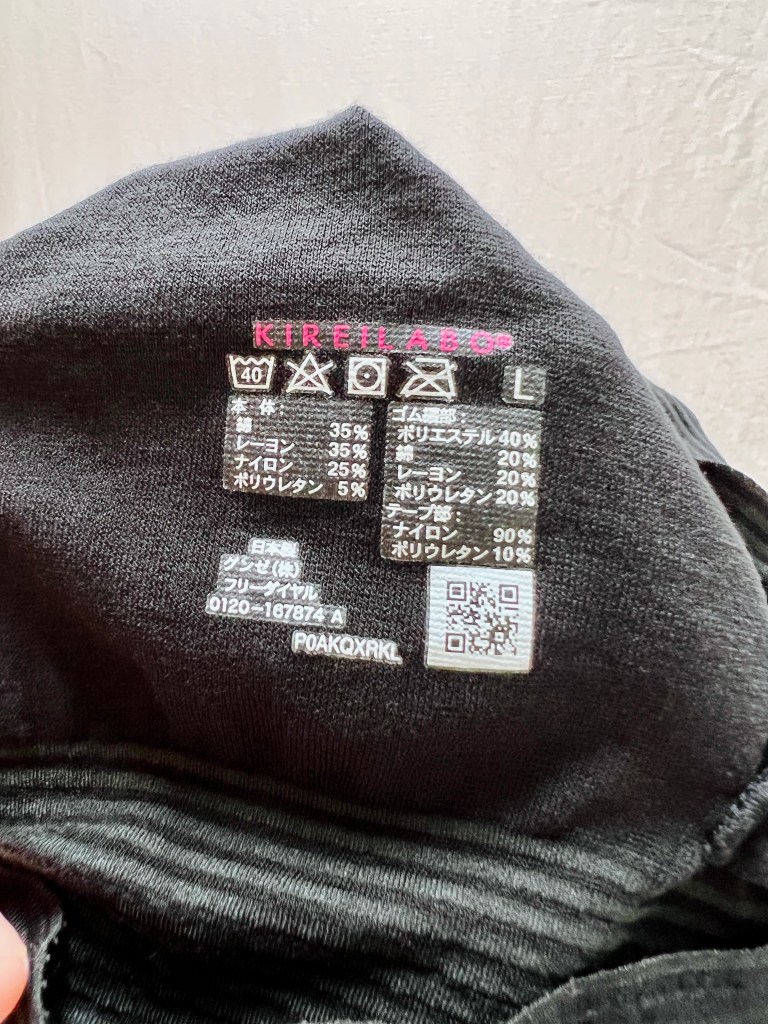 KIREILABO®
40
L
本体:
綿 35%
レーヨン 35%
ナイロン 25%
ポリウレタン 5%
ゴム編部:
ポリエステル 40%
綿 20%
レーヨン 20%
ポリウレタン 20%
テープ部:
ナイロン 90%
ポリウレタン 10%
日本製
グンゼ(株)
フリーダイヤル
0120-167874 A
P0AKQXRKL